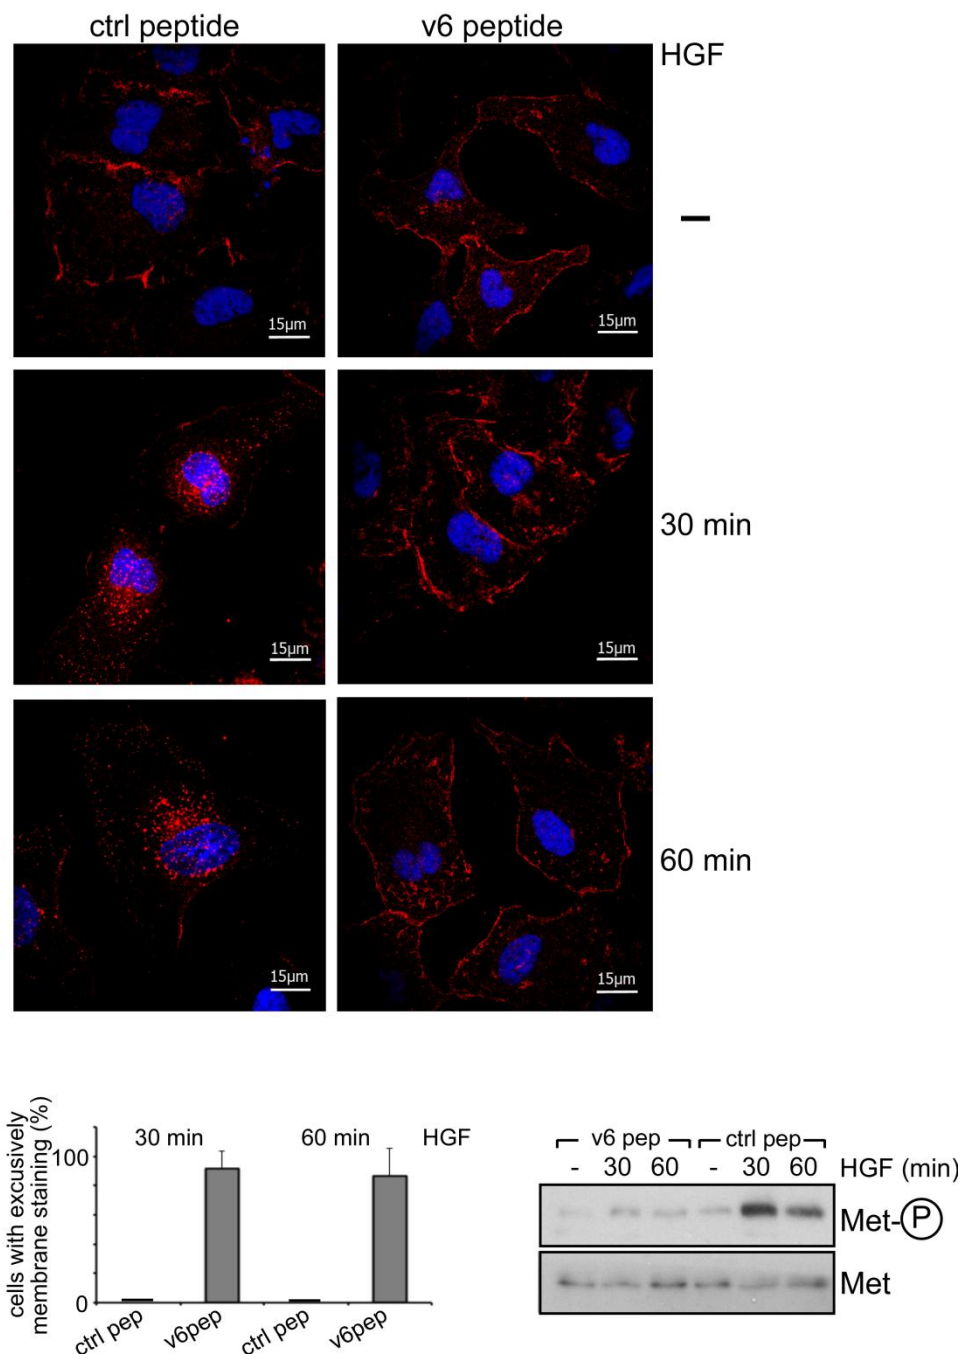 ctrl peptide
v6 peptide
HGF
15µm
15µm
–
15µm
15µm
30 min
15µm
15µm
60 min
cells with excusively
membrane staining (%)
100
0
30 min
60 min
HGF
ctrl pep
v6pep
ctrl pep
v6pep
v6 pep
ctrl pep
- 30 60 - 30 60 HGF (min)
Met-P
Met